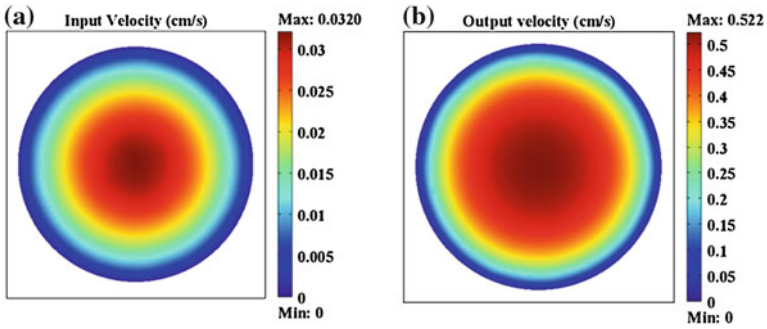 (a)
Input Velocity (cm/s)
Max: 0.0320
0.03
0.025
0.02
0.015
0.01
0.005
0
Min: 0
(b)
Output velocity (cm/s)
Max: 0.522
0.5
0.45
0.4
0.35
0.3
0.25
0.2
0.15
0.1
0.05
0
Min: 0